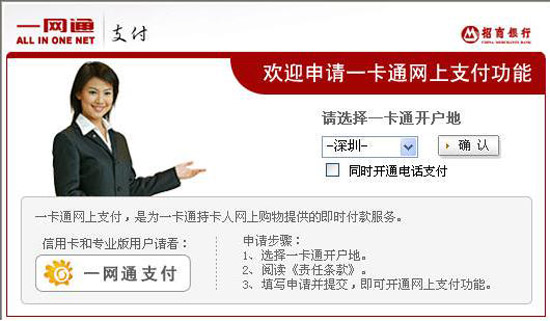 一网通
ALL IN ONE NET
支付
招商银行
CHINA MERCHANTS BANK
欢迎申请一卡通网上支付功能
请选择一卡通开户地
-深圳-
确 认
同时开通电话支付
一卡通网上支付，是为一卡通持卡人网上购物提供的即时付款服务。
信用卡和专业版用户请看：
一网通支付
申请步骤：
1、选择一卡通开户地。
2、阅读《责任条款》。
3、填写申请并提交，即可开通网上支付功能。